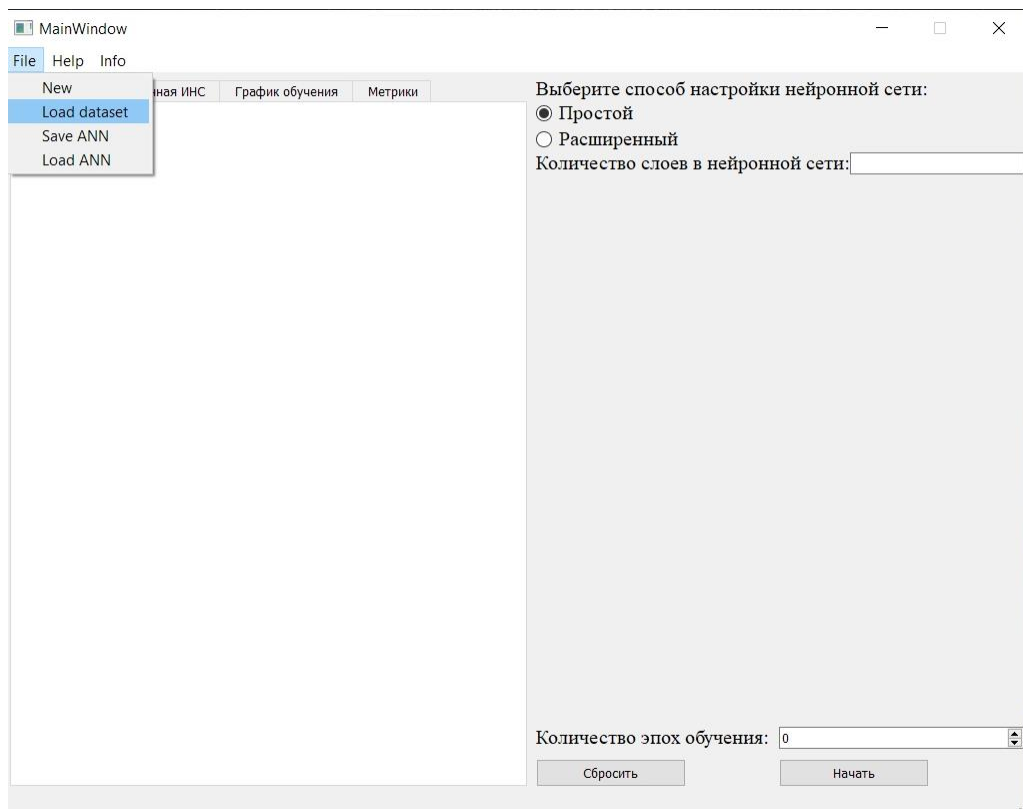 MainWindow
File Help Info
New
Load dataset
Save ANN
Load ANN
ИНС График обучения Метрики
Выберите способ настройки нейронной сети:
Простой
Расширенный
Количество слоев в нейронной сети:
Количество эпох обучения: 0
Сбросить Начать